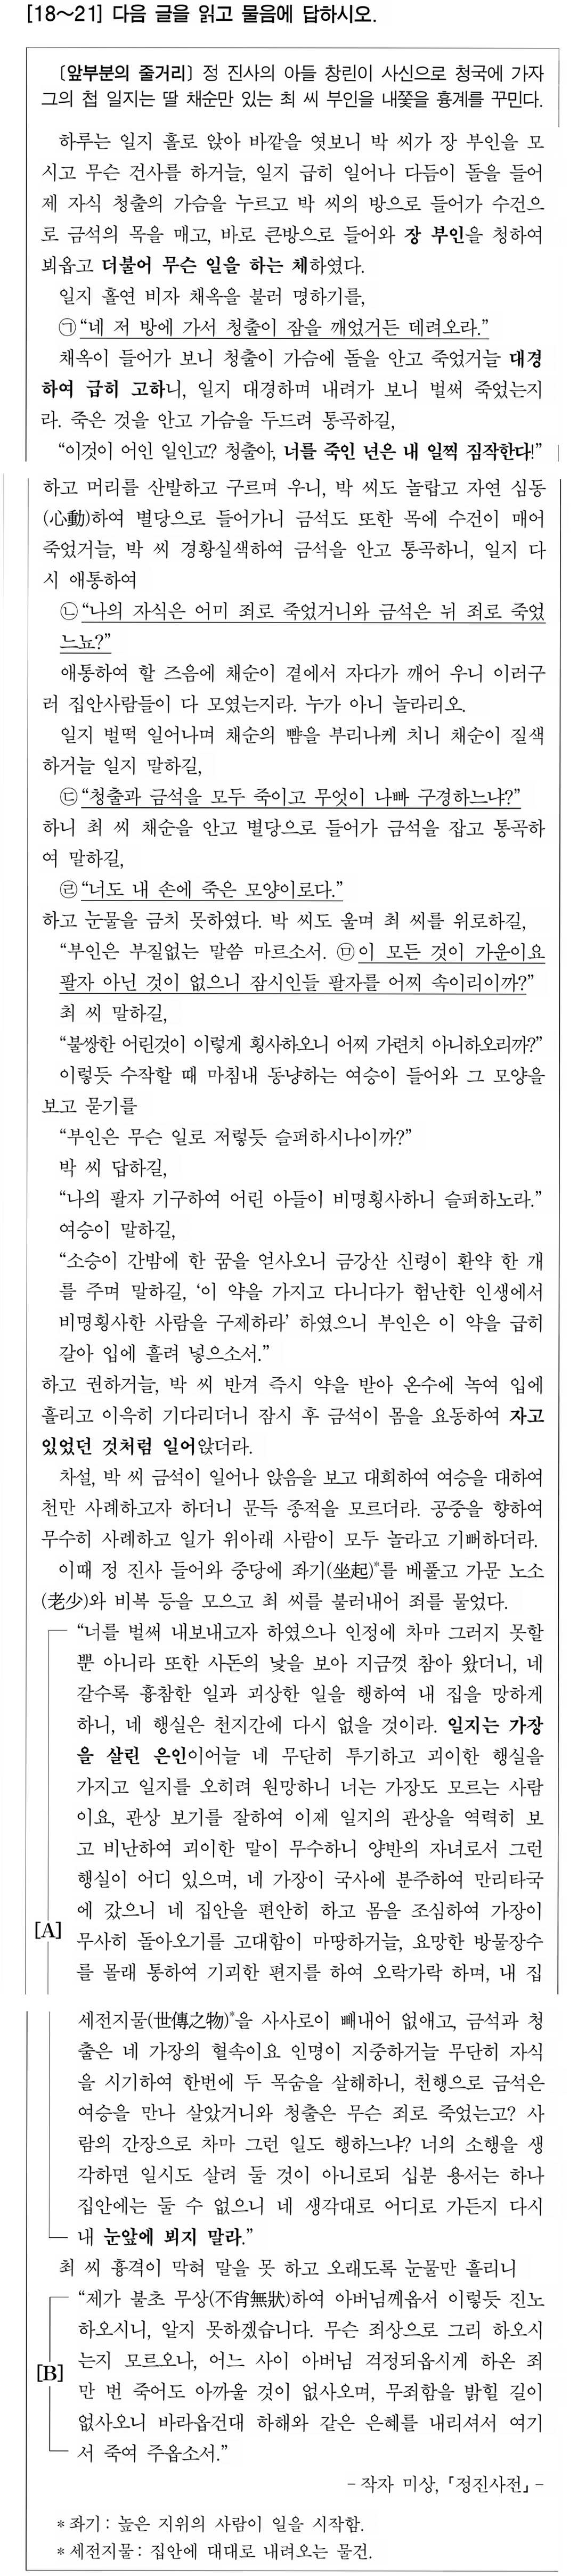 [18～21] 다음 글을 읽고 물음에 답하시오.
〔앞부분의 줄거리〕 정 진사의 아들 창린이 사신으로 청국에 가자
그의 첩 일지는 딸 채순만 있는 최 씨 부인을 내쫓을 흉계를 꾸민다.
하루는 일지 홀로 앉아 바깥을 엿보니 박 씨가 장 부인을 모
시고 무슨 건사를 하거늘, 일지 급히 일어나 다듬이 돌을 들어
제 자식 청출의 가슴을 누르고 박 씨의 방으로 들어가 수건으
로 금석의 목을 매고, 바로 큰방으로 들어와 장 부인을 청하여
뵈옵고 더불어 무슨 일을 하는 체하였다.
일지 홀연 비자 채옥을 불러 명하기를,
㉠“네 저 방에 가서 청출이 잠을 깨었거든 데려오라.”
채옥이 들어가 보니 청출이 가슴에 돌을 안고 죽었거늘 대경
하여 급히 고하니, 일지 대경하며 내려가 보니 벌써 죽었는지
라. 죽은 것을 안고 가슴을 두드려 통곡하길,
“이것이 어인 일인고? 청출아, 너를 죽인 년은 내 일찍 짐작한다!”
하고 머리를 산발하고 구르며 우니, 박 씨도 놀랍고 자연 심동
(心動)하여 별당으로 들어가니 금석도 또한 목에 수건이 매어
죽었거늘, 박 씨 경황실색하여 금석을 안고 통곡하니, 일지 다
시 애통하여
㉡“나의 자식은 어미 죄로 죽었거니와 금석은 뉘 죄로 죽었
느뇨?”
애통하여 할 즈음에 채순이 곁에서 자다가 깨어 우니 이러구
러 집안사람들이 다 모였는지라. 누가 아니 놀라리오.
일지 벌떡 일어나며 채순의 뺨을 부리나케 치니 채순이 질색
하거늘 일지 말하길,
㉢“청출과 금석을 모두 죽이고 무엇이 나빠 구경하느냐?”
하니 최 씨 채순을 안고 별당으로 들어가 금석을 잡고 통곡하
여 말하길,
㉣“너도 내 손에 죽은 모양이로다.”
하고 눈물을 금치 못하였다. 박 씨도 울며 최 씨를 위로하길,
“부인은 부질없는 말씀 마르소서. ㉤이 모든 것이 가운이요
팔자 아닌 것이 없으니 잠시인들 팔자를 어찌 속이리이까?”
최 씨 말하길,
“불쌍한 어린것이 이렇게 횡사하오니 어찌 가련치 아니하오리까?”
이렇듯 수작할 때 마침내 동냥하는 여승이 들어와 그 모양을
보고 묻기를
“부인은 무슨 일로 저렇듯 슬퍼하시나이까?”
박 씨 답하길,
“나의 팔자 기구하여 어린 아들이 비명횡사하니 슬퍼하노라.”
여승이 말하길,
“소승이 간밤에 한 꿈을 얻사오니 금강산 신령이 환약 한 개
를 주며 말하길, ‘이 약을 가지고 다니다가 험난한 인생에서
비명횡사한 사람을 구제하라’ 하였으니 부인은 이 약을 급히
갈아 입에 흘려 넣으소서.”
하고 권하거늘, 박 씨 반겨 즉시 약을 받아 온수에 녹여 입에
흘리고 이윽히 기다리더니 잠시 후 금석이 몸을 요동하여 자고
있었던 것처럼 일어앉더라.
차설, 박 씨 금석이 일어나 앉음을 보고 대희하여 여승을 대하여
천만 사례하고자 하더니 문득 종적을 모르더라. 공중을 향하여
무수히 사례하고 일가 위아래 사람이 모두 놀라고 기뻐하더라.
이때 정 진사 들어와 중당에 좌기(坐起)*를 베풀고 가문 노소
(老少)와 비복 등을 모으고 최 씨를 불러내어 죄를 물었다.
“너를 벌써 내보내고자 하였으나 인정에 차마 그러지 못할
뿐 아니라 또한 사돈의 낯을 보아 지금껏 참아 왔더니, 네
갈수록 흉참한 일과 괴상한 일을 행하여 내 집을 망하게
하니, 네 행실은 천지간에 다시 없을 것이라. 일지는 가장
을 살린 은인이어늘 네 무단히 투기하고 괴이한 행실을
가지고 일지를 오히려 원망하니 너는 가장도 모르는 사람
이요, 관상 보기를 잘하여 이제 일지의 관상을 역력히 보
고 비난하여 괴이한 말이 무수하니 양반의 자녀로서 그런
행실이 어디 있으며, 네 가장이 국사에 분주하여 만리타국
에 갔으니 네 집안을 편안히 하고 몸을 조심하여 가장이
[A]
무사히 돌아오기를 고대함이 마땅하거늘, 요망한 방물장수
를 몰래 통하여 기괴한 편지를 하여 오락가락 하며, 내 집
세전지물(世傳之物)*을 사사로이 빼내어 없애고, 금석과 청
출은 네 가장의 혈속이요 인명이 지중하거늘 무단히 자식
을 시기하여 한번에 두 목숨을 살해하니, 천행으로 금석은
여승을 만나 살았거니와 청출은 무슨 죄로 죽었는고? 사
람의 간장으로 차마 그런 일도 행하느냐? 너의 소행을 생
각하면 일시도 살려 둘 것이 아니로되 십분 용서는 하나
집안에는 둘 수 없으니 네 생각대로 어디로 가든지 다시
내 눈앞에 뵈지 말라.”
최 씨 흉격이 막혀 말을 못 하고 오래도록 눈물만 흘리니
“제가 불초 무상(不肖無狀)하여 아버님께옵서 이렇듯 진노
하오시니, 알지 못하겠습니다. 무슨 죄상으로 그리 하오시
는지 모르오나, 어느 사이 아버님 걱정되옵시게 하온 죄
[B]
만 번 죽어도 아까울 것이 없사오며, 무죄함을 밝힐 길이
없사오니 바라옵건대 하해와 같은 은혜를 내리셔서 여기
서 죽여 주옵소서.”
- 작자 미상, 「정진사전」 -
*좌기 : 높은 지위의 사람이 일을 시작함.
*세전지물 : 집안에 대대로 내려오는 물건.